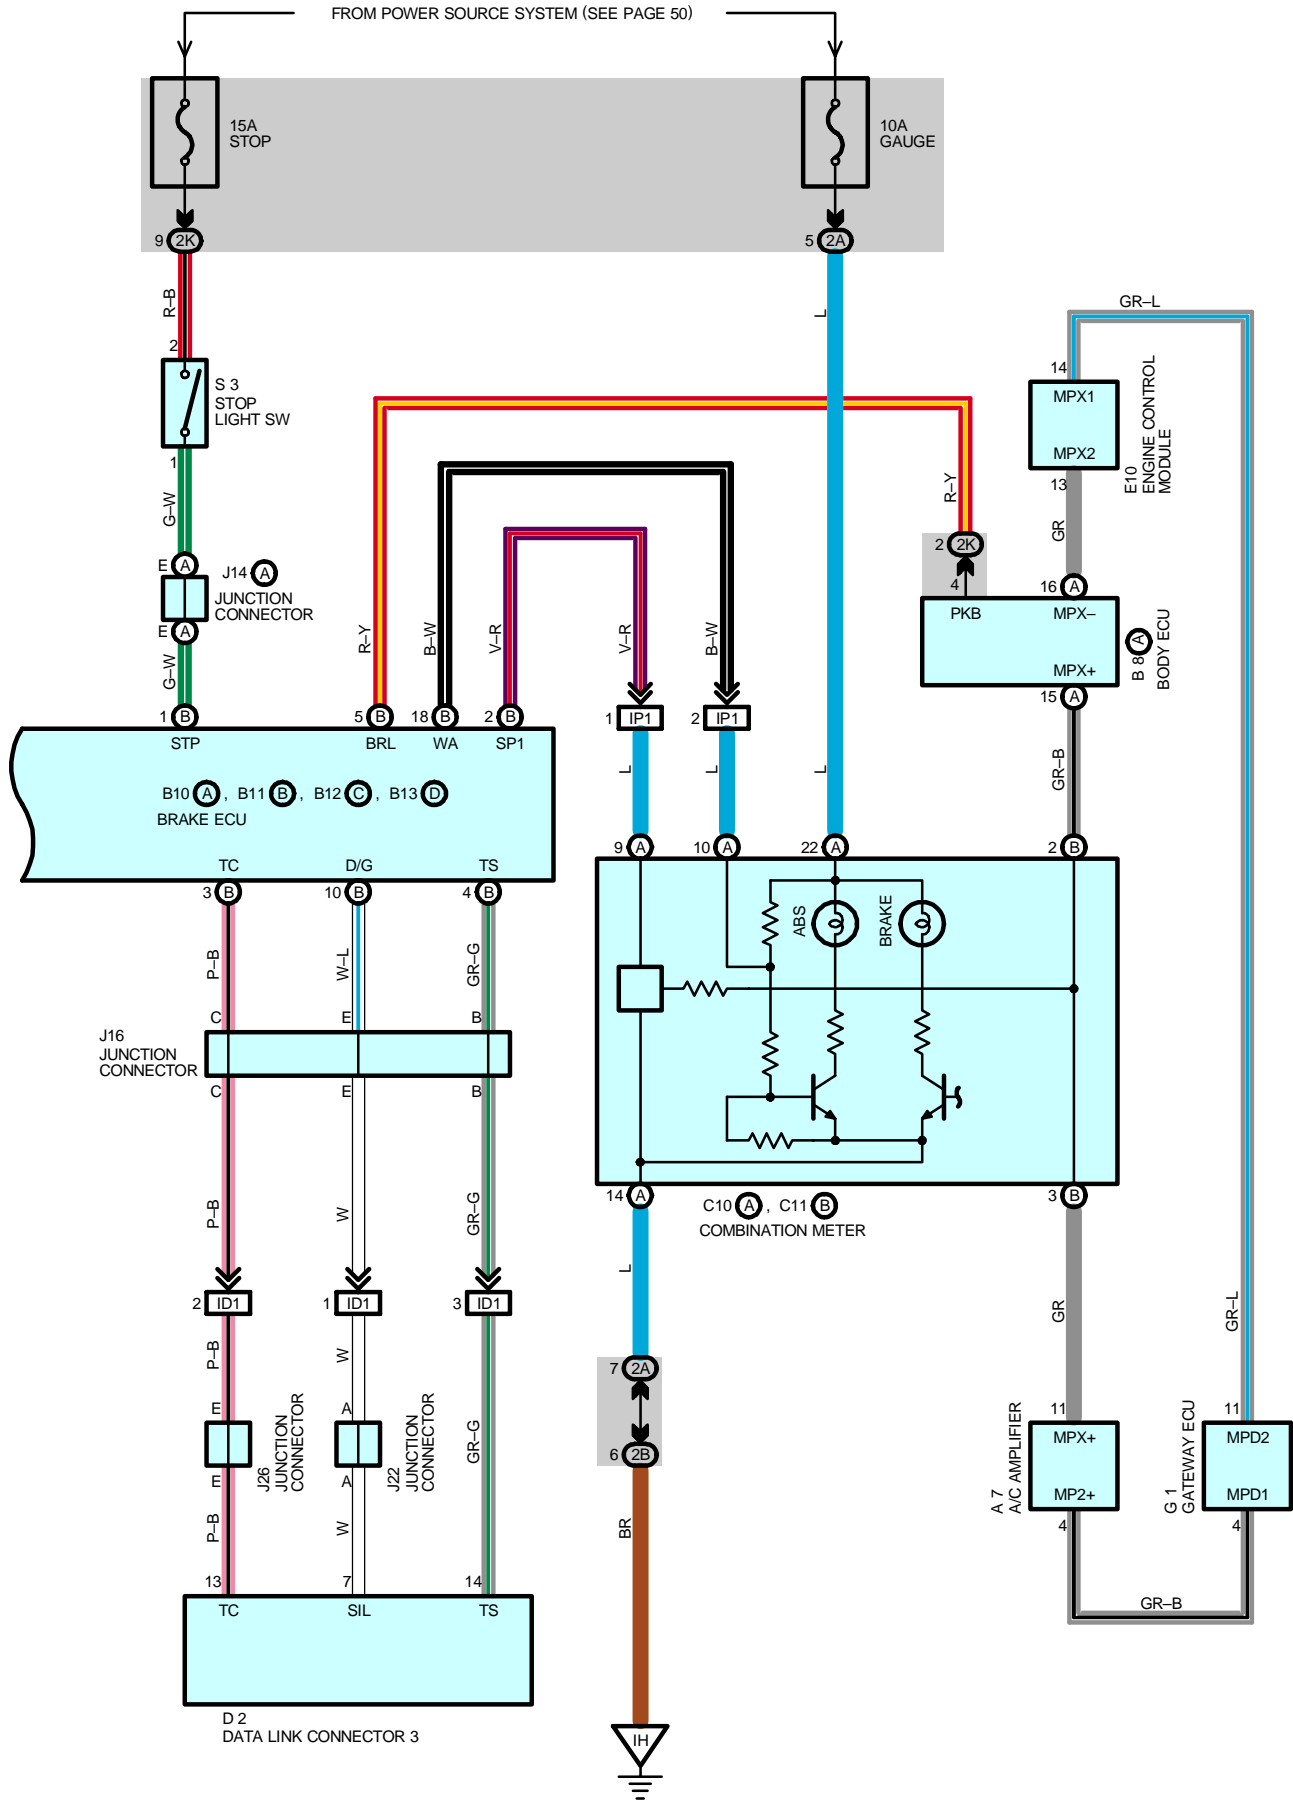 FROM POWER SOURCE SYSTEM (SEE PAGE 50)
15A
STOP
10A
GAUGE
9 2K
5 2A
R–B
L
2
S 3
STOP
LIGHT SW
1
G–W
GR–L
14
MPX1
MPX2
E10
ENGINE CONTROL
MODULE
13
GR
R–Y
2 2K
4
16 A
PKB
MPX–
MPX+
B 8 A
BODY ECU
15 A
E A
J14 A
JUNCTION
CONNECTOR
E A
G–W
R–Y
B–W
V–R
V–R
B–W
1 B
5 B
18 B
2 B
1 IP1
2 IP1
STP
BRL
WA
SP1
B10 A , B11 B , B12 C , B13 D
BRAKE ECU
L
L
L
GR–B
TC
D/G
TS
3 B
10 B
4 B
9 A
10 A
22 A
2 B
ABS
BRAKE
P–B
W–L
GR–G
C
E
B
J16
JUNCTION
CONNECTOR
C
E
B
P–B
W
GR–G
14 A
C10 A , C11 B
COMBINATION METER
3 B
L
GR
GR–L
2 ID1
1 ID1
3 ID1
P–B
W
7 2A
E
A
J26
JUNCTION
CONNECTOR
J22
JUNCTION
CONNECTOR
GR–G
E
A
6 2B
11
MPX+
MP2+
A 7
A/C AMPLIFIER
4
11
MPD2
MPD1
G 1
GATEWAY ECU
4
P–B
W
BR
GR–B
13
7
14
TC
SIL
TS
D 2
DATA LINK CONNECTOR 3
IH